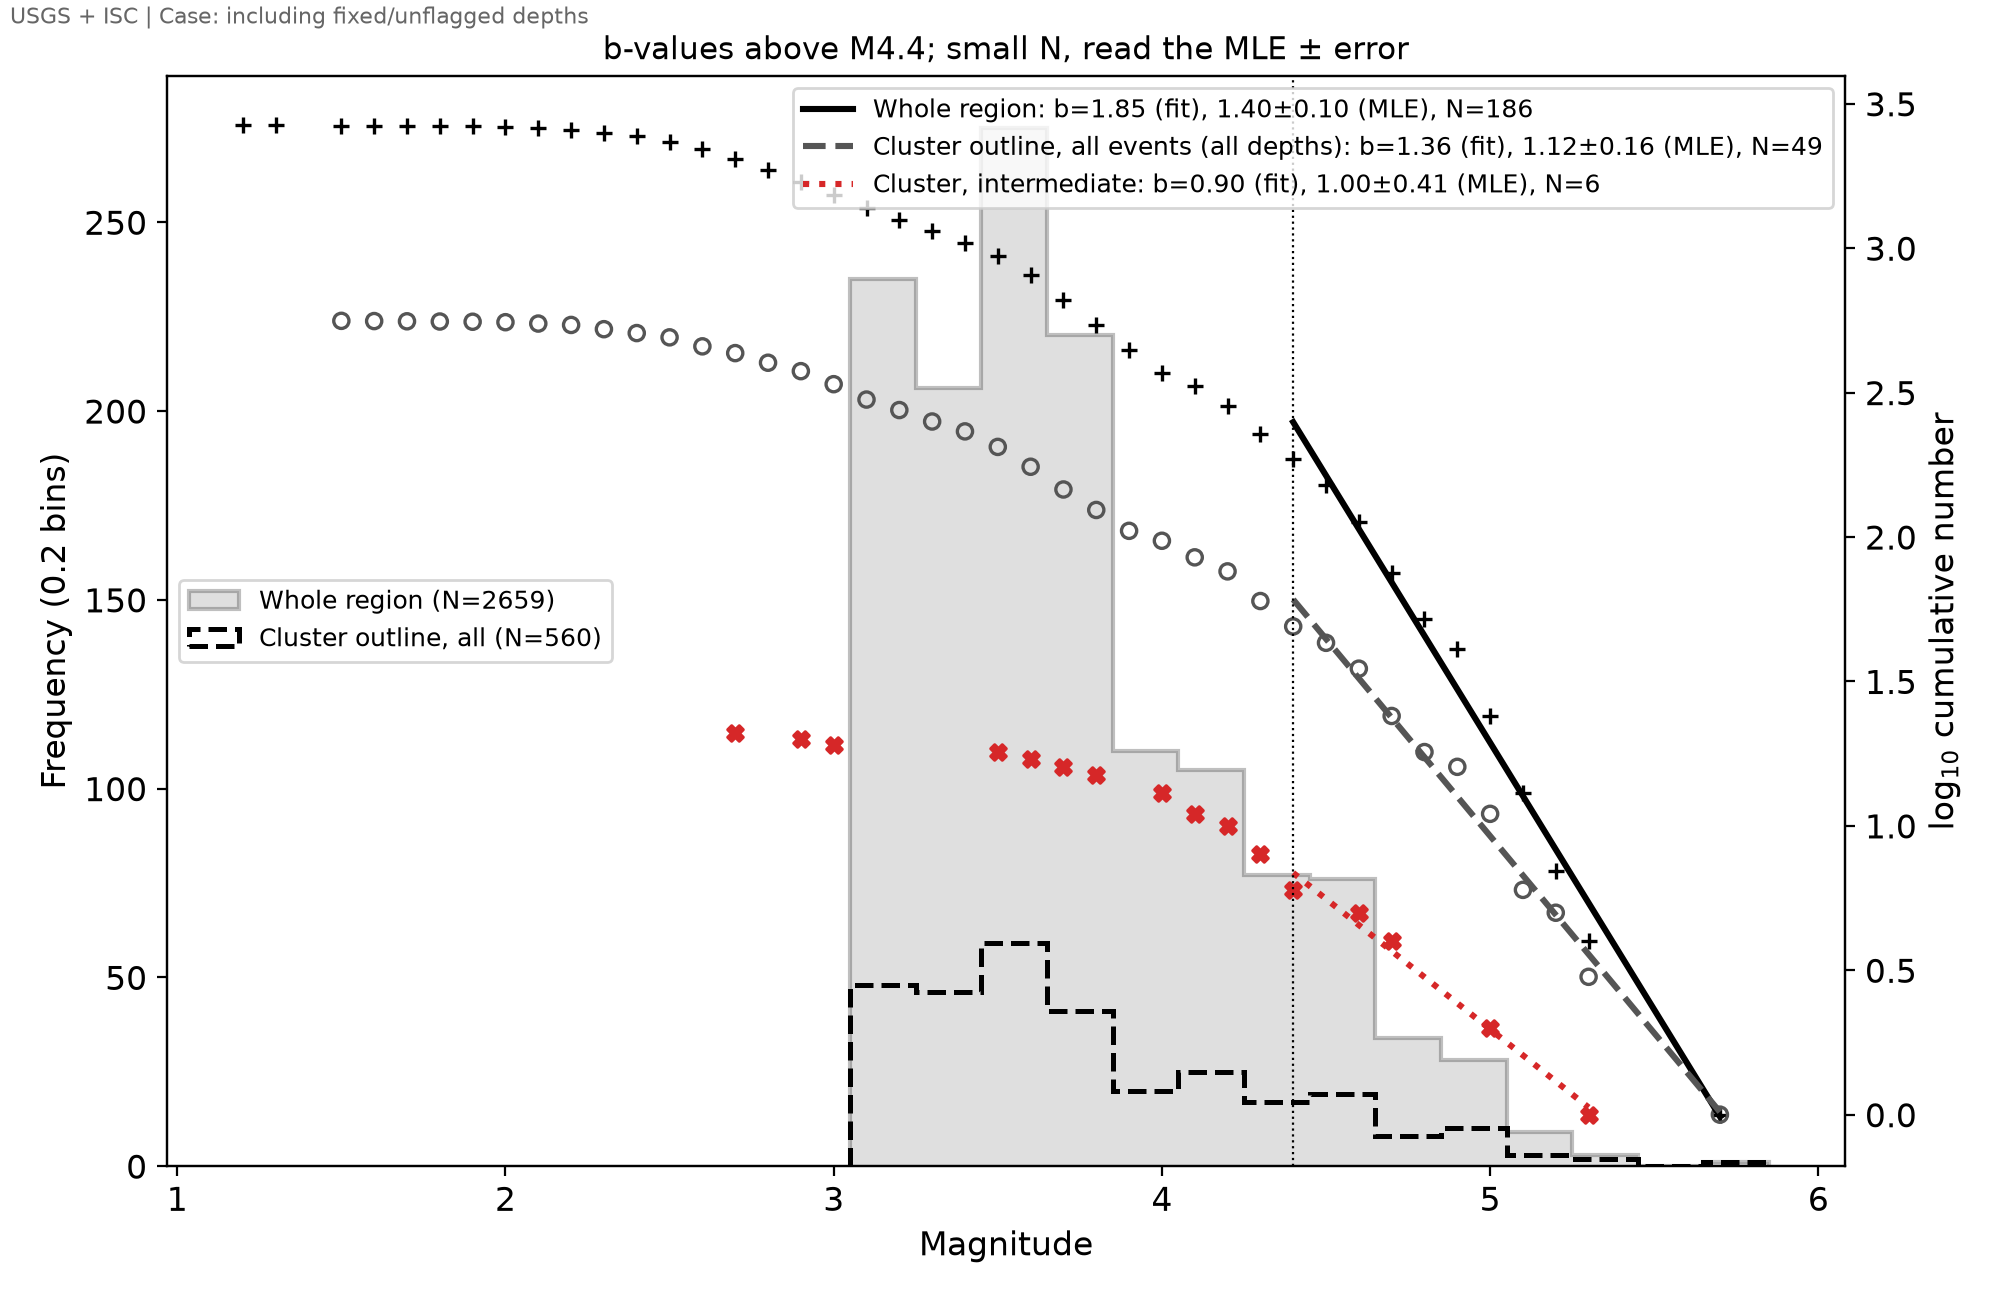 USGS + ISC | Case: including fixed/unflagged depths
b-values above M4.4; small N, read the MLE ± error
Whole region: b=1.85 (fit), 1.40±0.10 (MLE), N=186
Cluster outline, all events (all depths): b=1.36 (fit), 1.12±0.16 (MLE), N=49
Cluster, intermediate: b=0.90 (fit), 1.00±0.41 (MLE), N=6
Whole region (N=2659)
Cluster outline, all (N=560)
Frequency (0.2 bins)
250
200
150
100
50
0
3.5
3.0
2.5
2.0
1.5
1.0
0.5
0.0
log₁₀ cumulative number
1 2 3 4 5 6
Magnitude